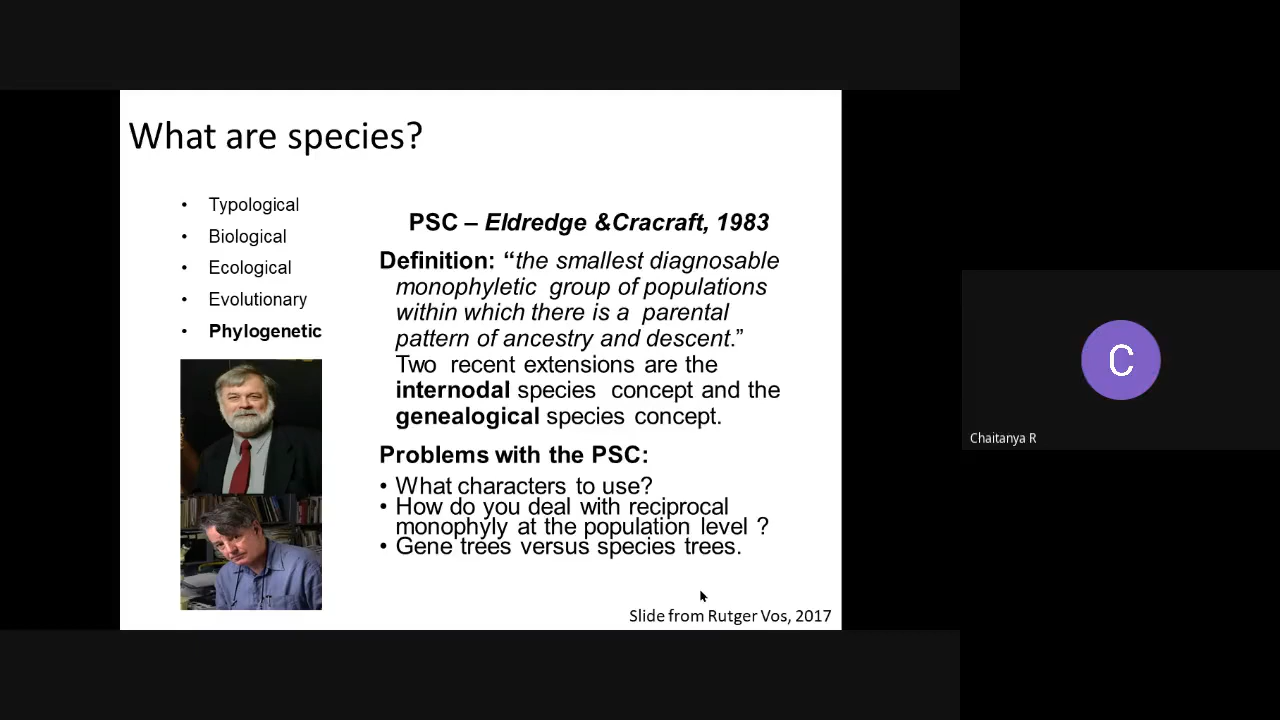 What are species?
• Typological
• Biological
• Ecological
• Evolutionary
• Phylogenetic
PSC – Eldredge &Cracraft, 1983
Definition: “the smallest diagnosable
monophyletic group of populations
within which there is a parental
pattern of ancestry and descent.”
Two recent extensions are the
internodal species concept and the
genealogical species concept.
Problems with the PSC:
• What characters to use?
• How do you deal with reciprocal
monophyly at the population level ?
• Gene trees versus species trees.
Slide from Rutger Vos, 2017
C
Chaitanya R